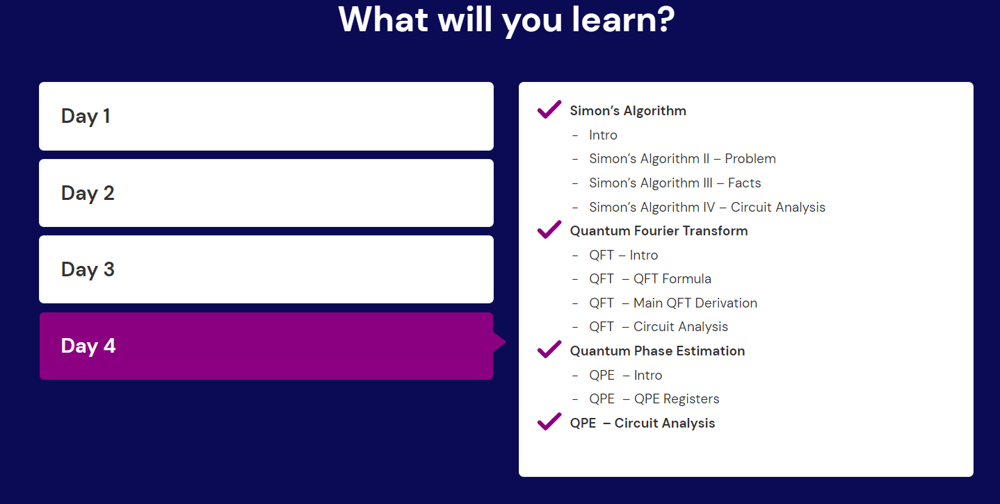 What will you learn?
Day 1
Day 2
Day 3
Day 4
Simon’s Algorithm
- Intro
- Simon’s Algorithm II – Problem
- Simon’s Algorithm III – Facts
- Simon’s Algorithm IV – Circuit Analysis
Quantum Fourier Transform
- QFT – Intro
- QFT – QFT Formula
- QFT – Main QFT Derivation
- QFT – Circuit Analysis
Quantum Phase Estimation
- QPE – Intro
- QPE – QPE Registers
QPE – Circuit Analysis